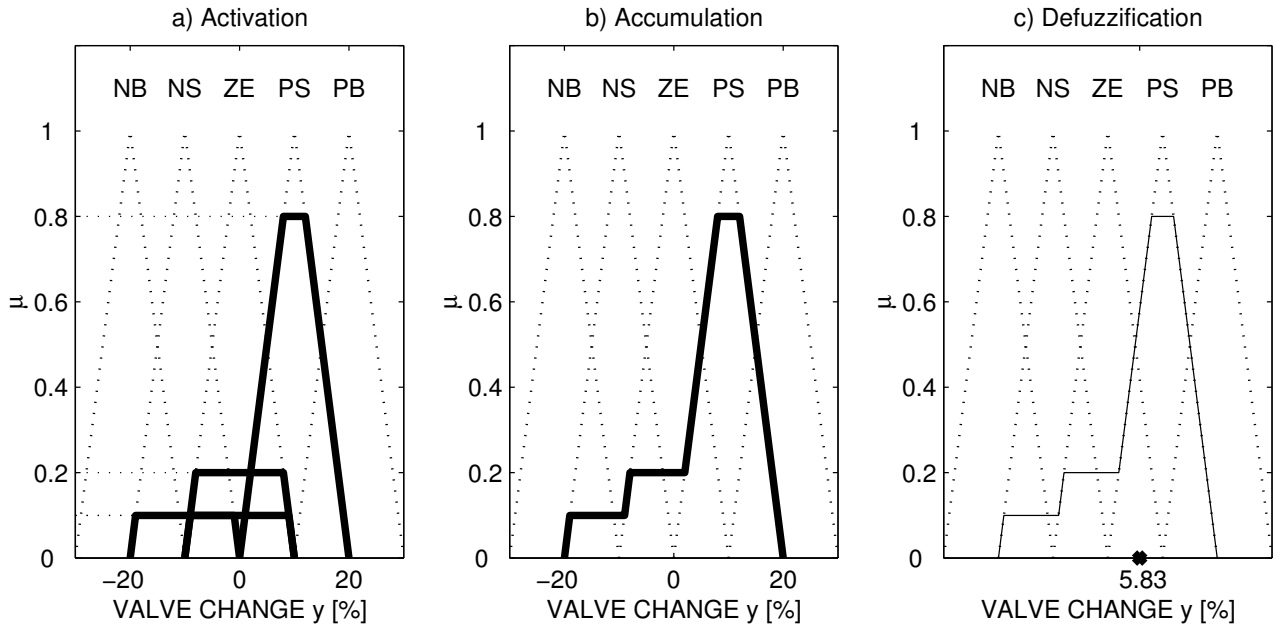 a) Activation
NB NS ZE PS PB
1
0.8
0.6
0.4
0.2
0
μ
−20 0 20
VALVE CHANGE y [%]
b) Accumulation
NB NS ZE PS PB
1
0.8
0.6
0.4
0.2
0
μ
−20 0 20
VALVE CHANGE y [%]
c) Defuzzification
NB NS ZE PS PB
1
0.8
0.6
0.4
0.2
0
μ
5.83
VALVE CHANGE y [%]